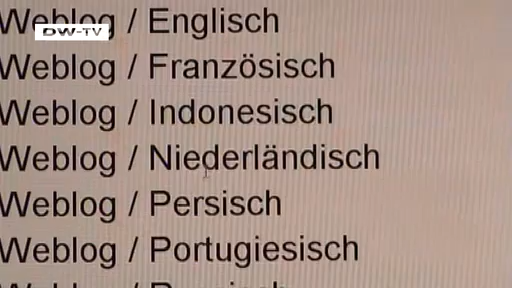 DW-TV
Weblog / Englisch
Weblog / Französisch
Weblog / Indonesisch
Weblog / Niederländisch
Weblog / Persisch
Weblog / Portugiesisch